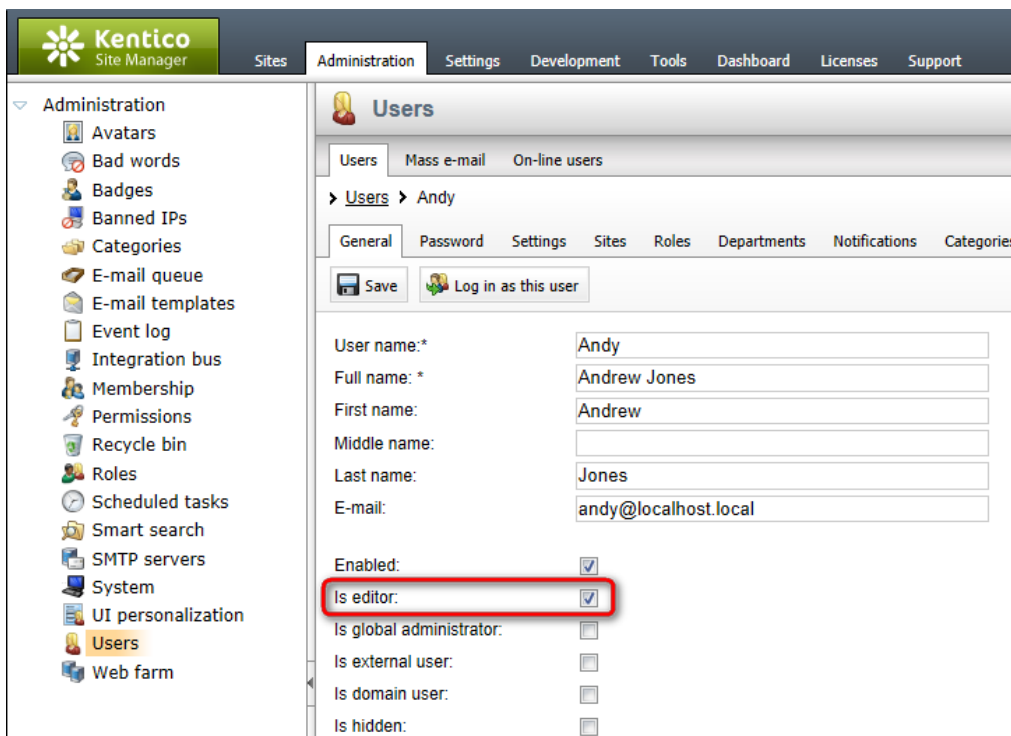 Kentico
Site Manager
Sites Administration Settings Development Tools Dashboard Licenses Support
Administration
Avatars
Bad words
Badges
Banned IPs
Categories
E-mail queue
E-mail templates
Event log
Integration bus
Membership
Permissions
Recycle bin
Roles
Scheduled tasks
Smart search
SMTP servers
System
UI personalization
Users
Web farm
Users
Users Mass e-mail On-line users
> Users > Andy
General Password Settings Sites Roles Departments Notifications Categories
Save Log in as this user
User name:* Andy
Full name: * Andrew Jones
First name: Andrew
Middle name:
Last name: Jones
E-mail: andy@localhost.local
Enabled:
Is editor:
Is global administrator:
Is external user:
Is domain user:
Is hidden: